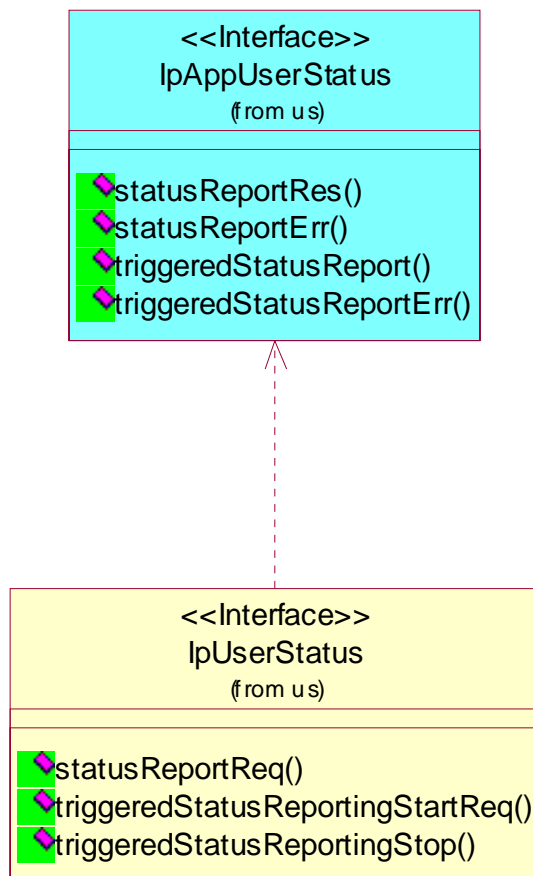 <<Interface>>
IpAppUserStatus
(from us)
statusReportRes()
statusReportErr()
triggeredStatusReport()
triggeredStatusReportErr()
<<Interface>>
IpUserStatus
(from us)
statusReportReq()
triggeredStatusReportingStartReq()
triggeredStatusReportingStop()